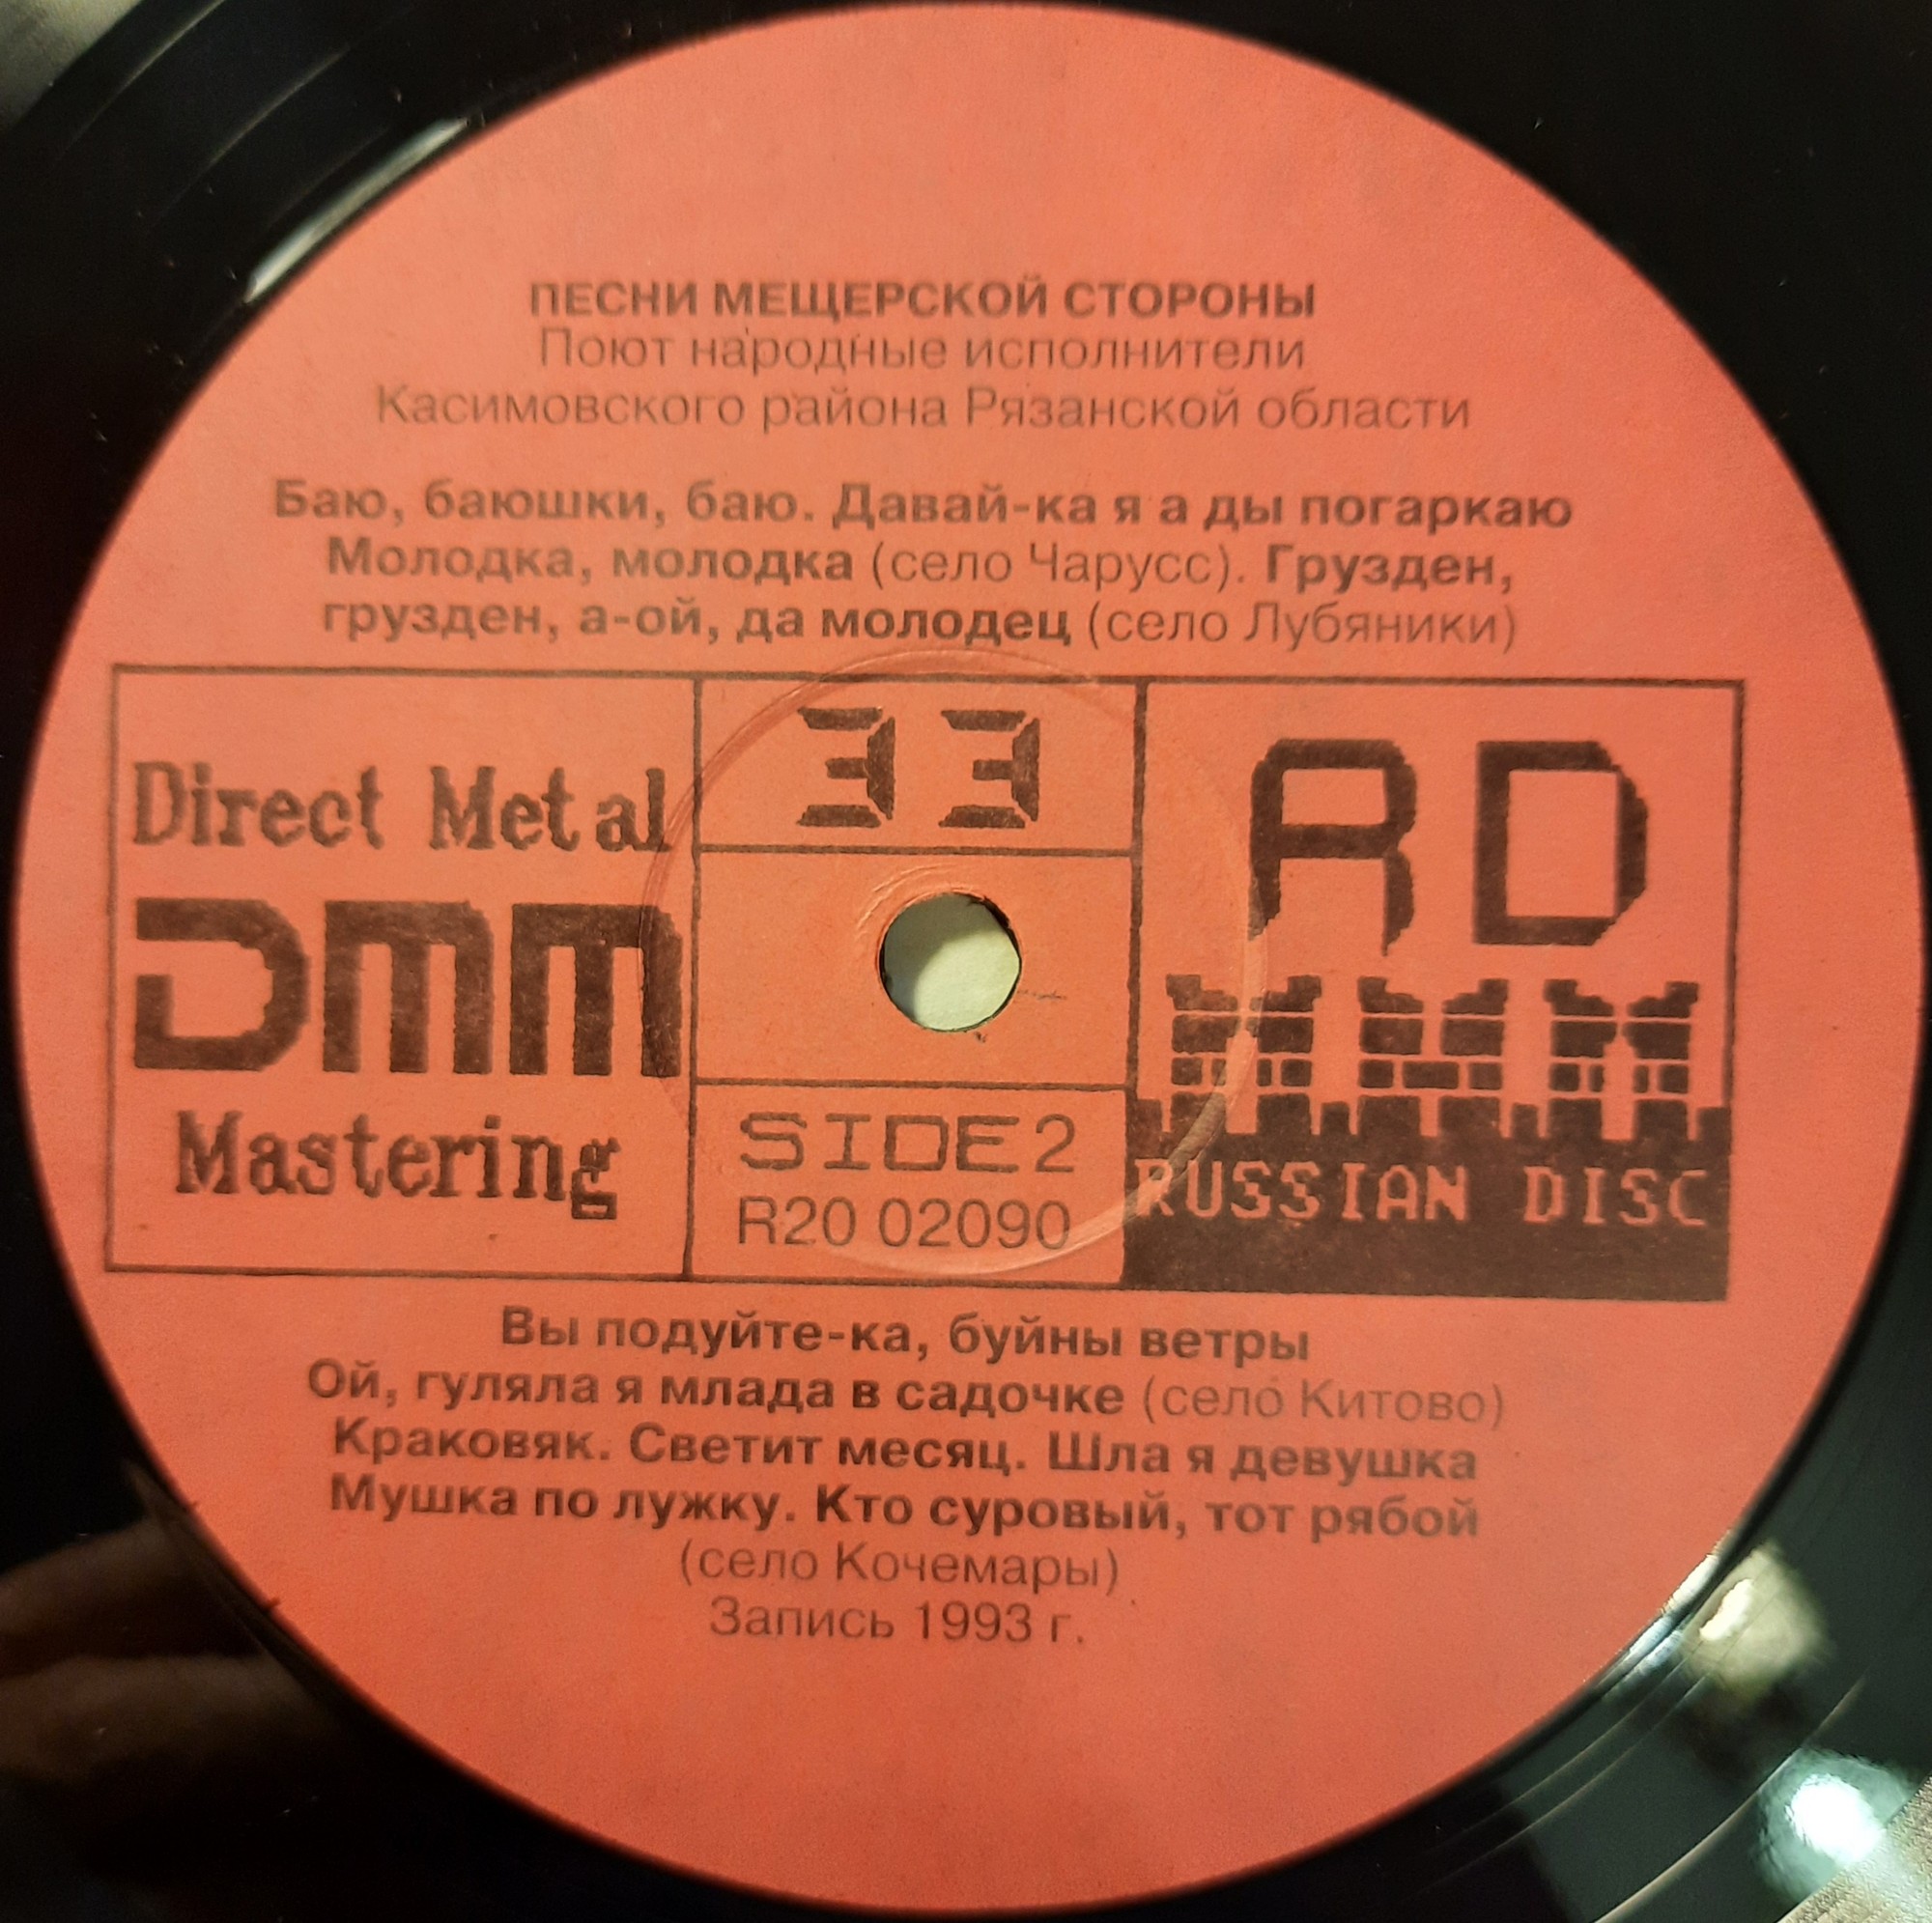 ПЕСНИ МЕЩЕРСКОЙ СТОРОНЫ
Поют народные исполнители
Касимовского района Рязанской области
Баю, баюшки, баю. Давай-ка я а ды погаркаю
Молодка, молодка (село Чарусс). Грузден,
грузден, а-ой, да молодец (село Лубяники)
Direct Metal
DMM
Mastering
33
SIDE 2
R20 02090
RD
RUSSIAN DISC
Вы подуйте-ка, буйны ветры
Ой, гуляла я млада в садочке (село Китово)
Краковяк. Светит месяц. Шла я девушка
Мушка по лужку. Кто суровый, тот рябой
(село Кочемары)
Запись 1993 г.